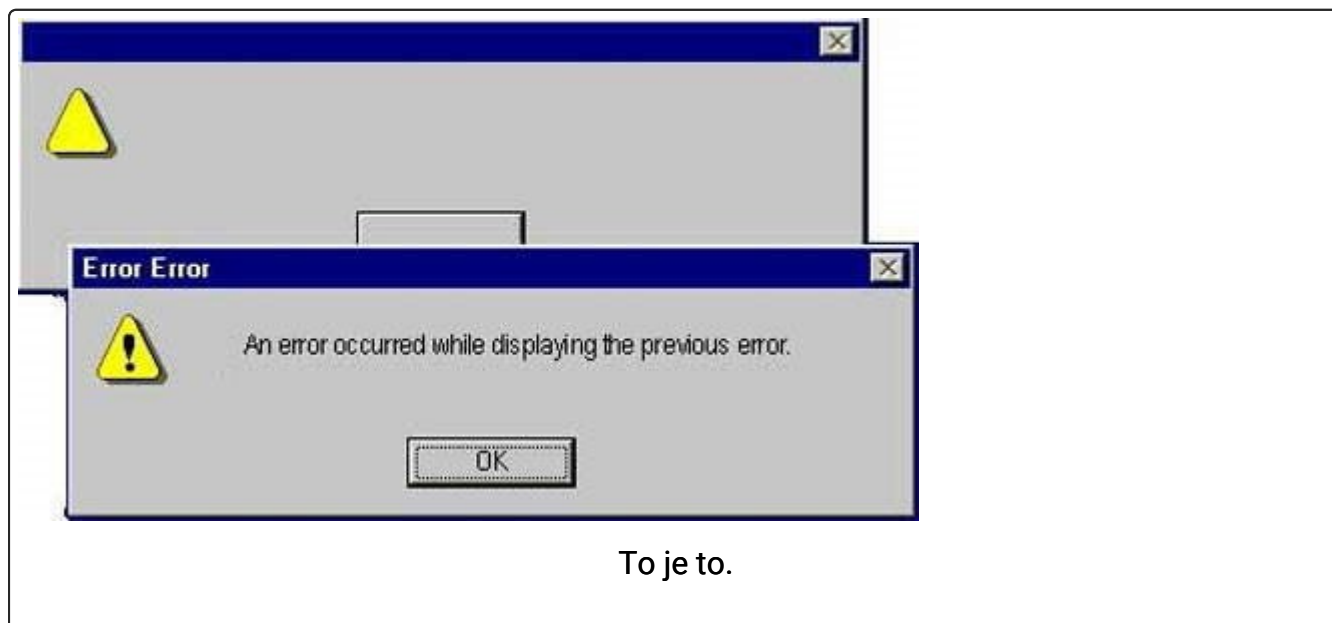 Error Error
An error occurred while displaying the previous error.
OK
To je to.